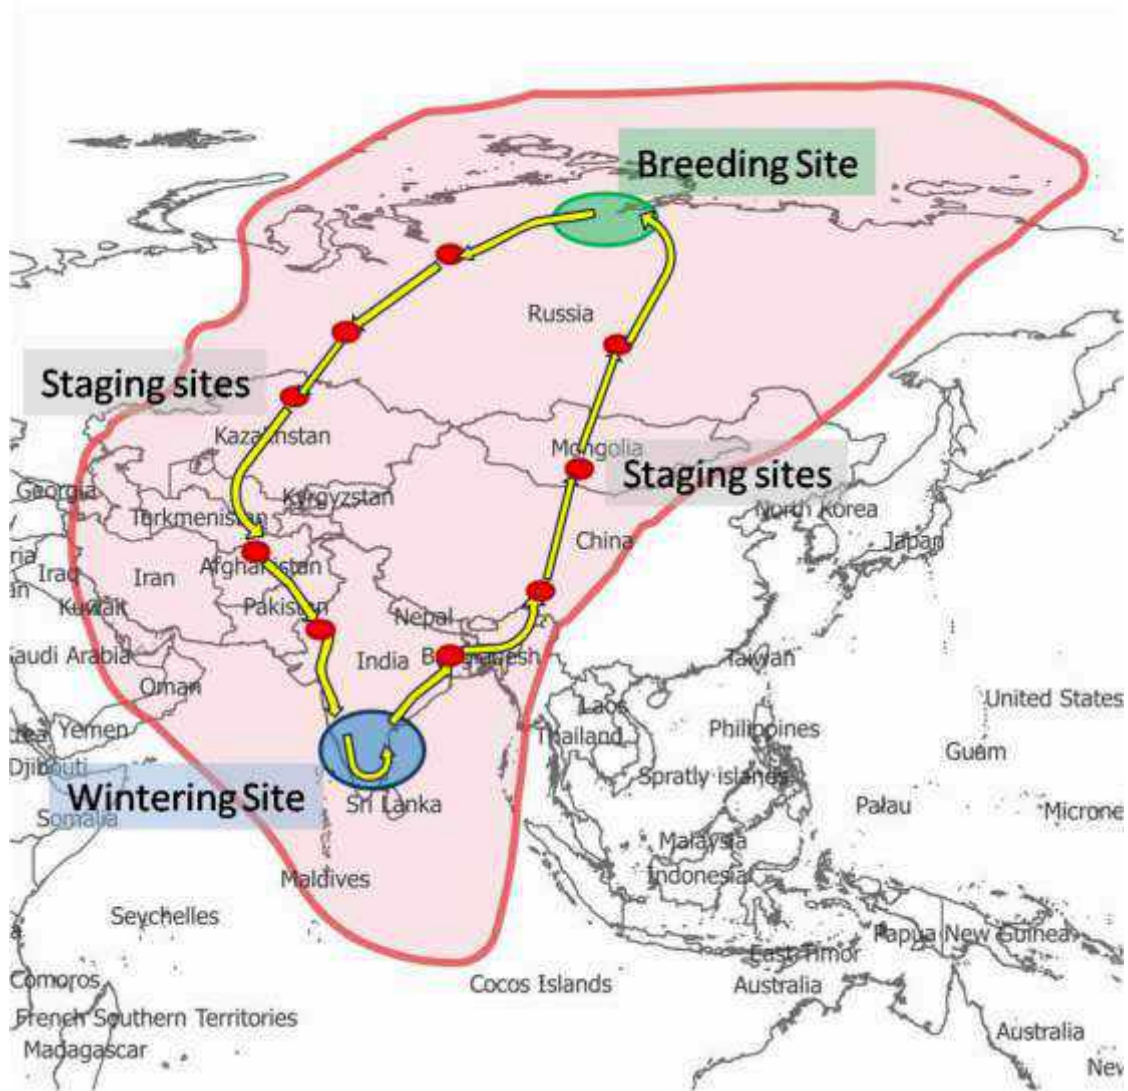 Breeding Site
Russia
Staging sites
Kazakhstan
Mongolia
Staging sites
Georgia
Kyrgyzstan
Turkmenistan
North Korea
China
Japan
Iraq
Iran
Afghanistan
Kuwait
Pakistan
Nepal
audi Arabia
India
Bangladesh
Taiwan
Oman
Laos
United States
Yemen
Thailand
Philippines
Guam
Djibouti
Spratly islands
Wintering Site
Sri Lanka
Palau
Microne
Somalia
Malaysia
Maldives
Indonesia
Seychelles
Papua New Guinea
East Timor
Comoros
Cocos Islands
Australia
French Southern Territories
Australia
Madagascar
New